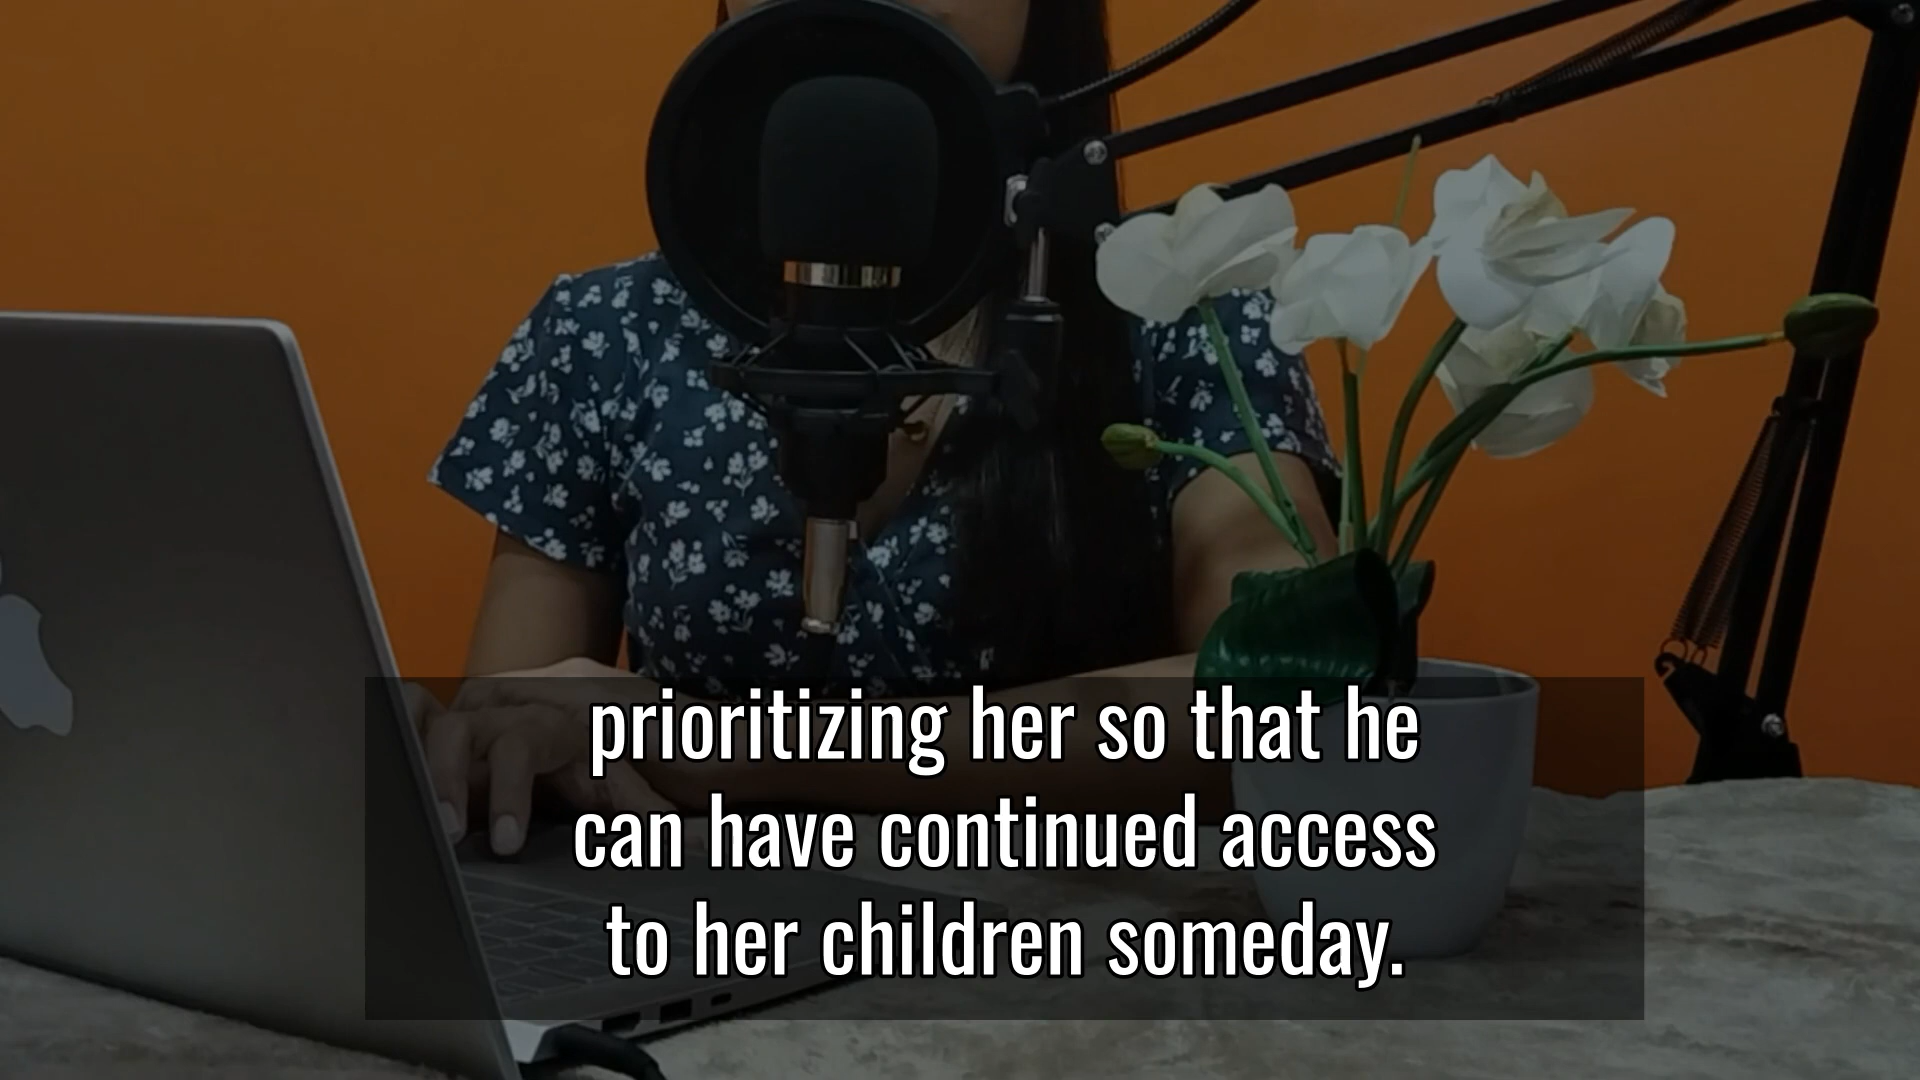 prioritizing her so that he
can have continued access
to her children someday.